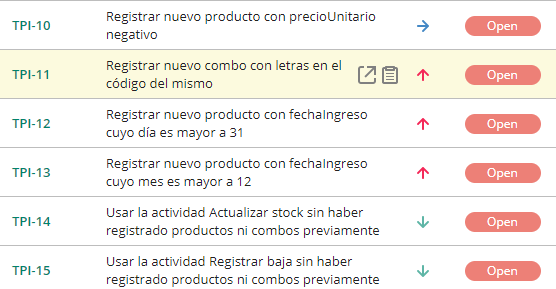 TPI-10 Registrar nuevo producto con precioUnitario Open
negativo
TPI-11 Registrar nuevo combo con letras en el Open
código del mismo
TPI-12 Registrar nuevo producto con fechaIngreso Open
cuyo día es mayor a 31
TPI-13 Registrar nuevo producto con fechaIngreso Open
cuyo mes es mayor a 12
TPI-14 Usar la actividad Actualizar stock sin haber Open
registrado productos ni combos previamente
TPI-15 Usar la actividad Registrar baja sin haber Open
registrado productos ni combos previamente